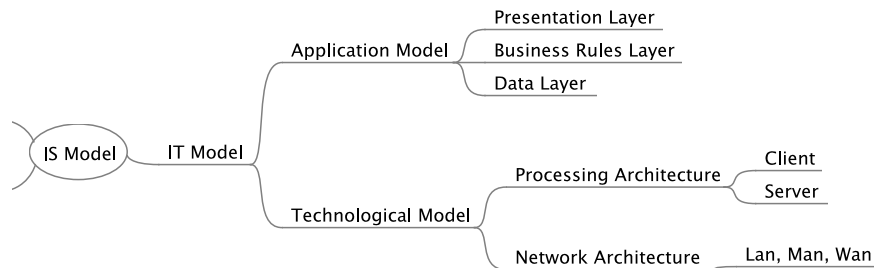 Presentation Layer
Application Model
Business Rules Layer
Data Layer
IS Model
IT Model
Client
Processing Architecture
Server
Technological Model
Network Architecture
Lan, Man, Wan